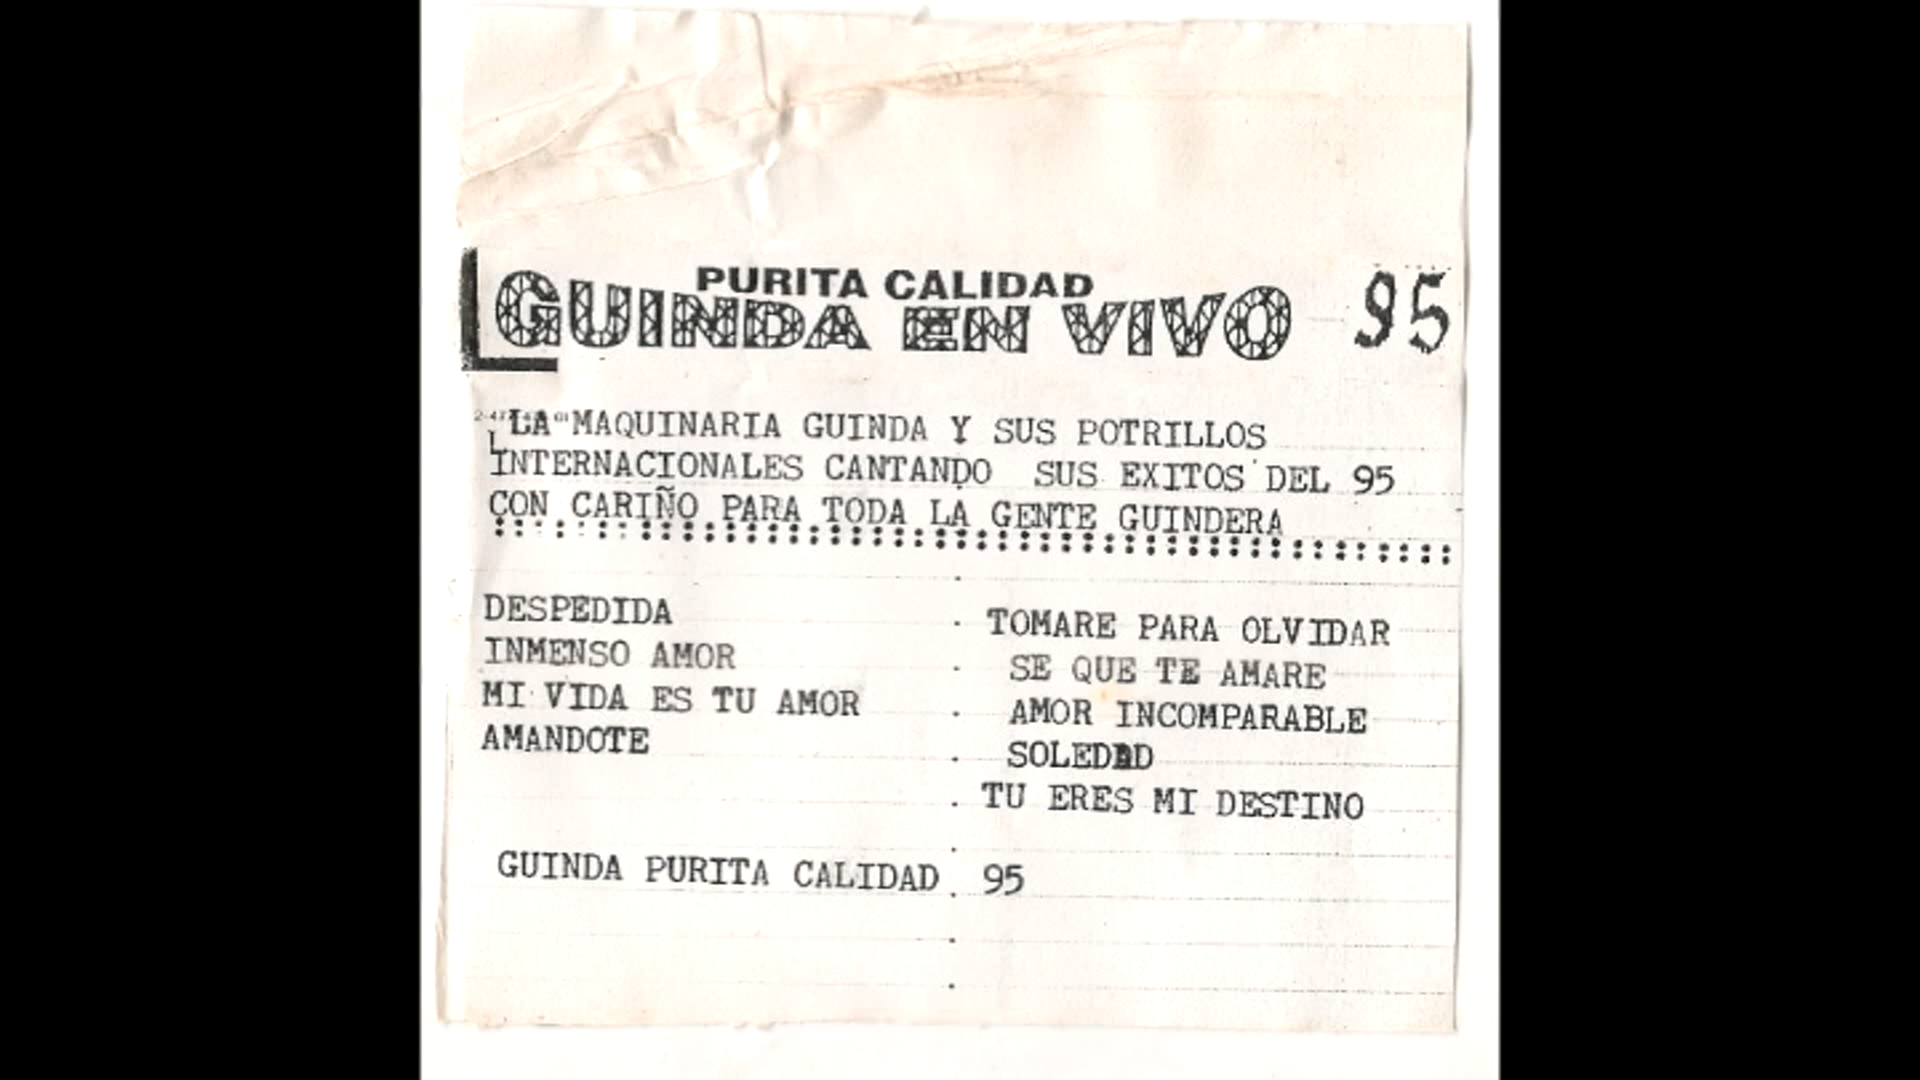 PURITA CALIDAD
GUINDA EN VIVO 95
"LA" MAQUINARIA GUINDA Y SUS POTRILLOS
INTERNACIONALES CANTANDO SUS EXITOS DEL 95
CON CARIÑO PARA TODA LA GENTE GUINDERA
DESPEDIDA . TOMARE PARA OLVIDAR
INMENSO AMOR . SE QUE TE AMARE
MI VIDA ES TU AMOR . AMOR INCOMPARABLE
AMANDOTE . SOLEDAD
. TU ERES MI DESTINO
GUINDA PURITA CALIDAD . 95